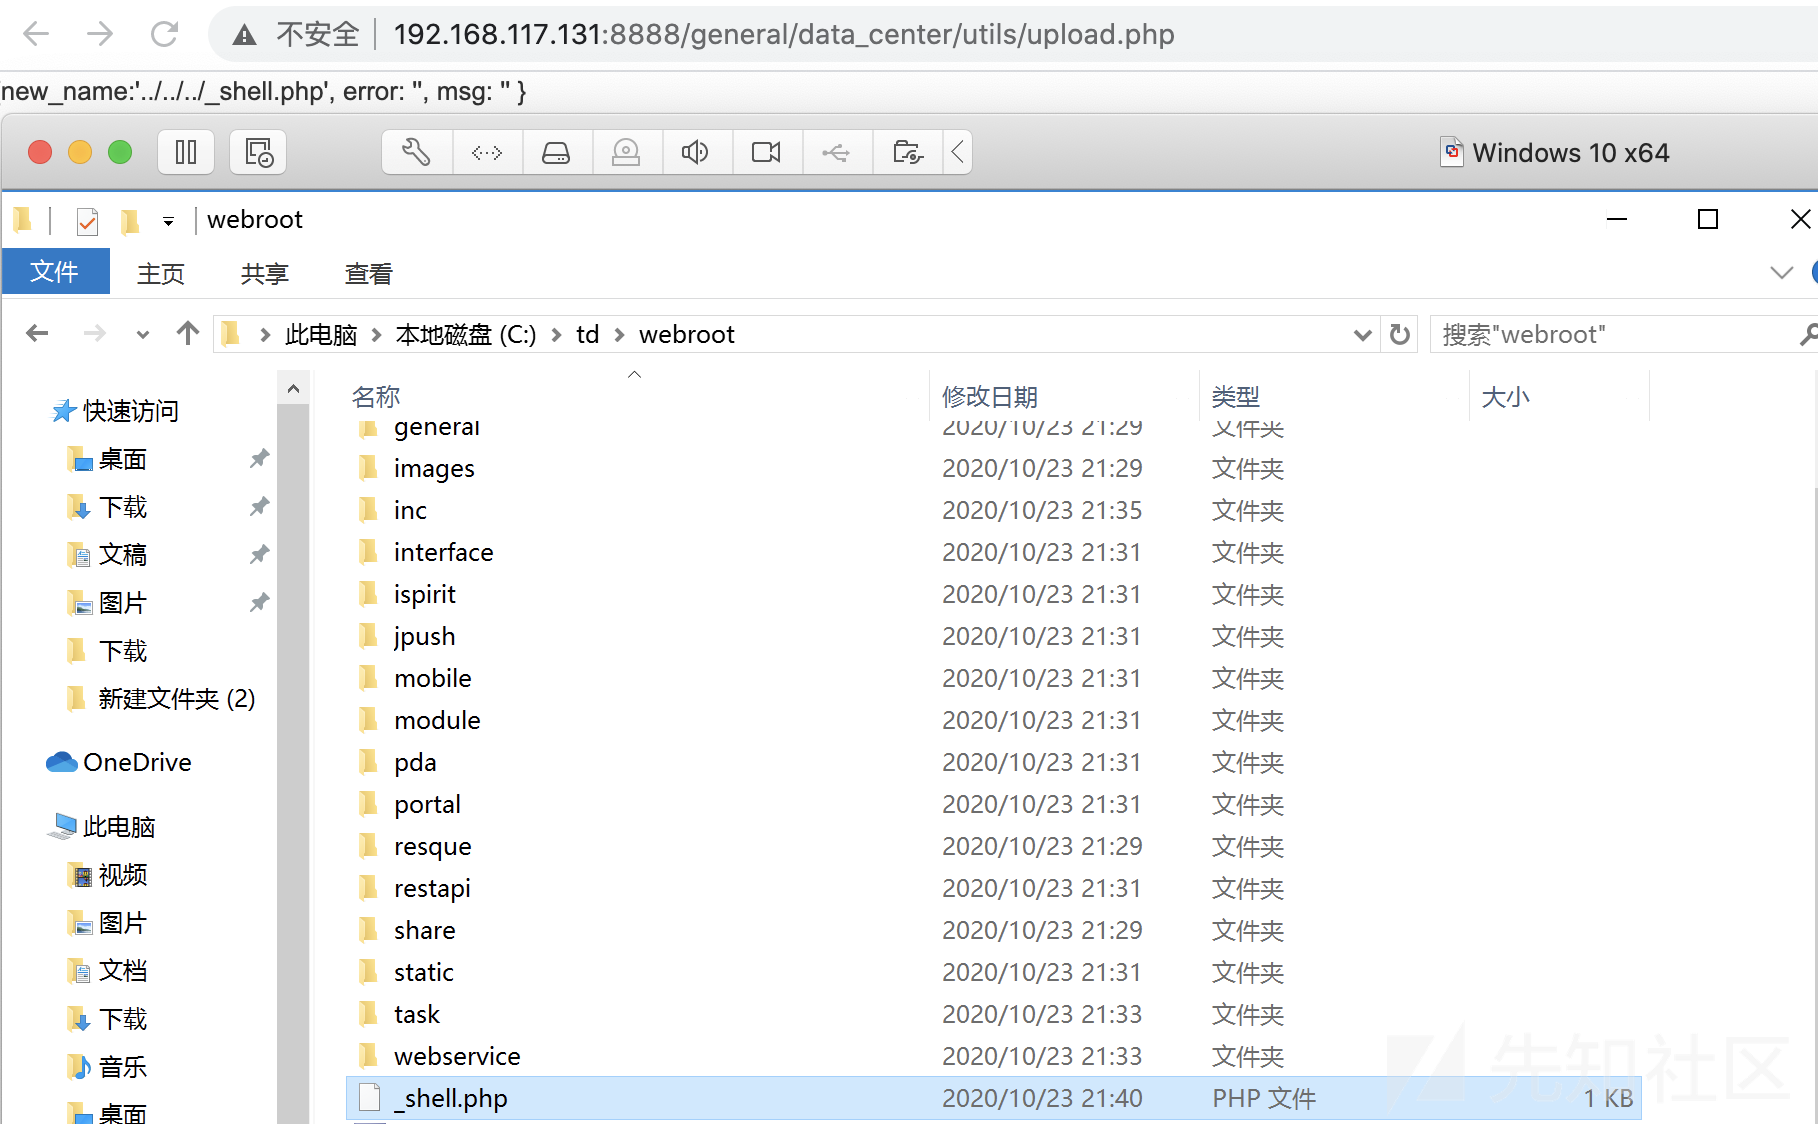 不安全 192.168.117.131:8888/general/data_center/utils/upload.php
new_name:'../../../_shell.php', error: '', msg: '' }
Windows 10 x64
webroot
文件 主页 共享 查看
此电脑 本地磁盘 (C:) td webroot 搜索"webroot"
快速访问
桌面
下载
文稿
图片
下载
新建文件夹 (2)
OneDrive
此电脑
视频
图片
文档
下载
音乐
桌面
名称 修改日期 类型 大小
general 2020/10/23 21:29 文件夹
images 2020/10/23 21:29 文件夹
inc 2020/10/23 21:35 文件夹
interface 2020/10/23 21:31 文件夹
ispirit 2020/10/23 21:31 文件夹
jpush 2020/10/23 21:31 文件夹
mobile 2020/10/23 21:31 文件夹
module 2020/10/23 21:31 文件夹
pda 2020/10/23 21:31 文件夹
portal 2020/10/23 21:31 文件夹
resque 2020/10/23 21:29 文件夹
restapi 2020/10/23 21:31 文件夹
share 2020/10/23 21:29 文件夹
static 2020/10/23 21:31 文件夹
task 2020/10/23 21:33 文件夹
webservice 2020/10/23 21:33 文件夹
_shell.php 2020/10/23 21:40 PHP 文件 1 KB
先知社区